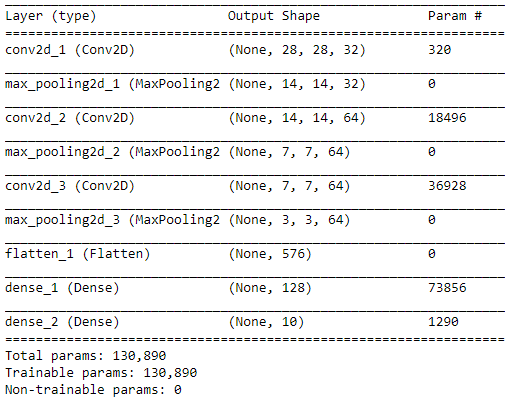 Layer (type) Output Shape Param #
=================================================================
conv2d_1 (Conv2D) (None, 28, 28, 32) 320
_________________________________________________________________
max_pooling2d_1 (MaxPooling2 (None, 14, 14, 32) 0
_________________________________________________________________
conv2d_2 (Conv2D) (None, 14, 14, 64) 18496
_________________________________________________________________
max_pooling2d_2 (MaxPooling2 (None, 7, 7, 64) 0
_________________________________________________________________
conv2d_3 (Conv2D) (None, 7, 7, 64) 36928
_________________________________________________________________
max_pooling2d_3 (MaxPooling2 (None, 3, 3, 64) 0
_________________________________________________________________
flatten_1 (Flatten) (None, 576) 0
_________________________________________________________________
dense_1 (Dense) (None, 128) 73856
_________________________________________________________________
dense_2 (Dense) (None, 10) 1290
=================================================================
Total params: 130,890
Trainable params: 130,890
Non-trainable params: 0